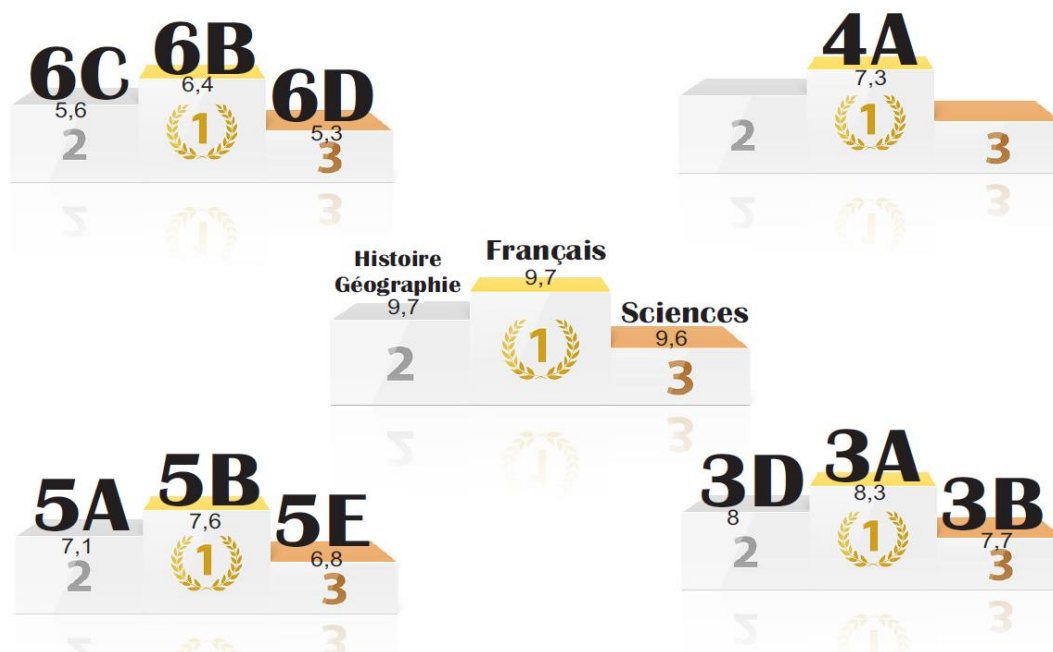 6C
5,6
2
6B
6,4
1
6D
5,3
3
4A
7,3
2
1
3
Histoire
Géographie
9,7
2
Français
9,7
1
Sciences
9,6
3
5A
7,1
2
5B
7,6
1
5E
6,8
3
3D
8
2
3A
8,3
1
3B
7,7
3